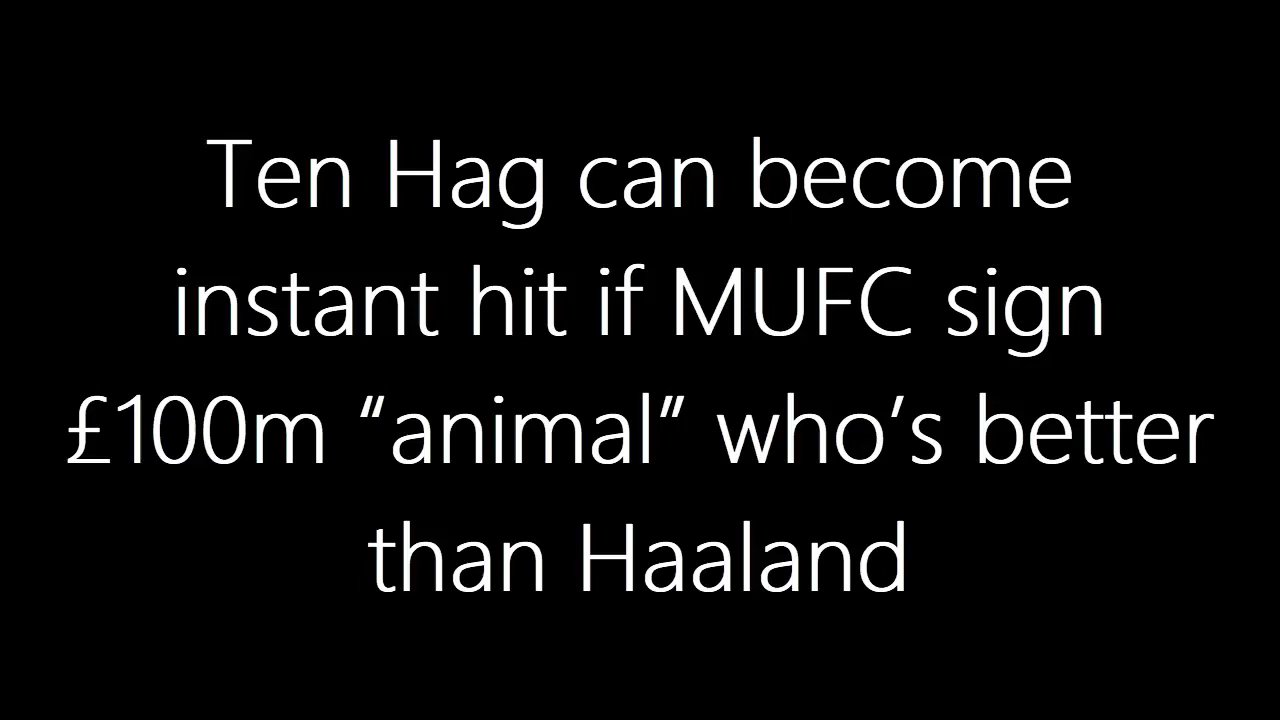 Ten Hag can become
instant hit if MUFC sign
£100m “animal” who’s better
than Haaland